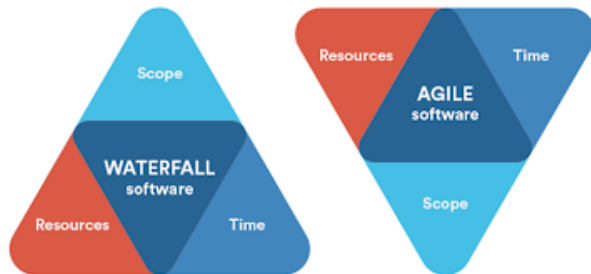 Scope
WATERFALL
software
Resources
Time
Resources
Time
AGILE
software
Scope